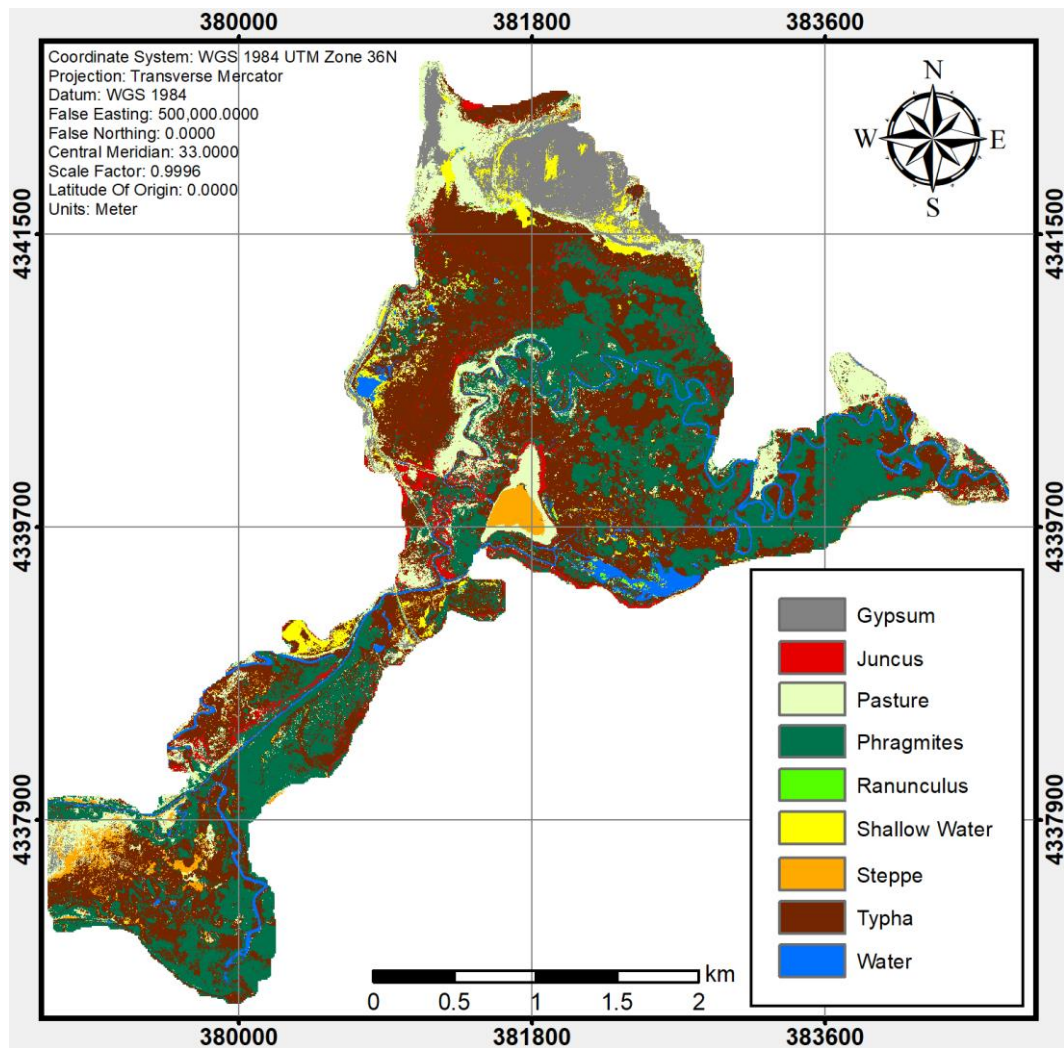 380000 381800 383600
Coordinate System: WGS 1984 UTM Zone 36N
Projection: Transverse Mercator
Datum: WGS 1984
False Easting: 500,000.0000
False Northing: 0.0000
Central Meridian: 33.0000
Scale Factor: 0.9996
Latitude Of Origin: 0.0000
Units: Meter
N
W E
S
4341500 4341500
4339700 4339700
Gypsum
Juncus
Pasture
Phragmites
Ranunculus
Shallow Water
Steppe
Typha
Water
4337900 4337900
km
0 0.5 1 1.5 2
380000 381800 383600